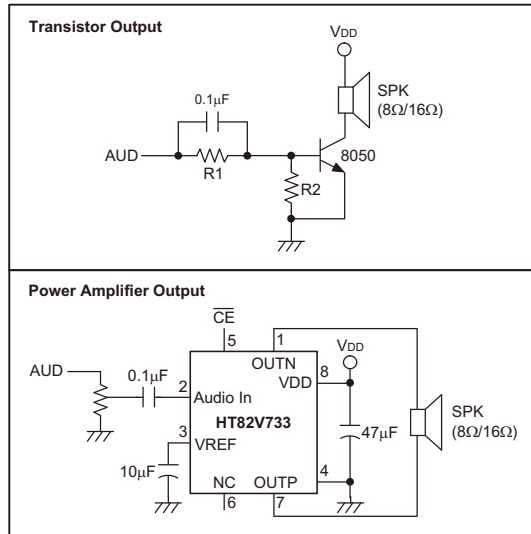 Transistor Output
VDD
SPK
(8Ω/16Ω)
0.1μF
AUD
R1
8050
R2
Power Amplifier Output
CE
5
1
OUTN
VDD
8
VDD
AUD
0.1μF
2
Audio In
HT82V733
3
VREF
47μF
SPK
(8Ω/16Ω)
10μF
NC
OUTP
4
6
7